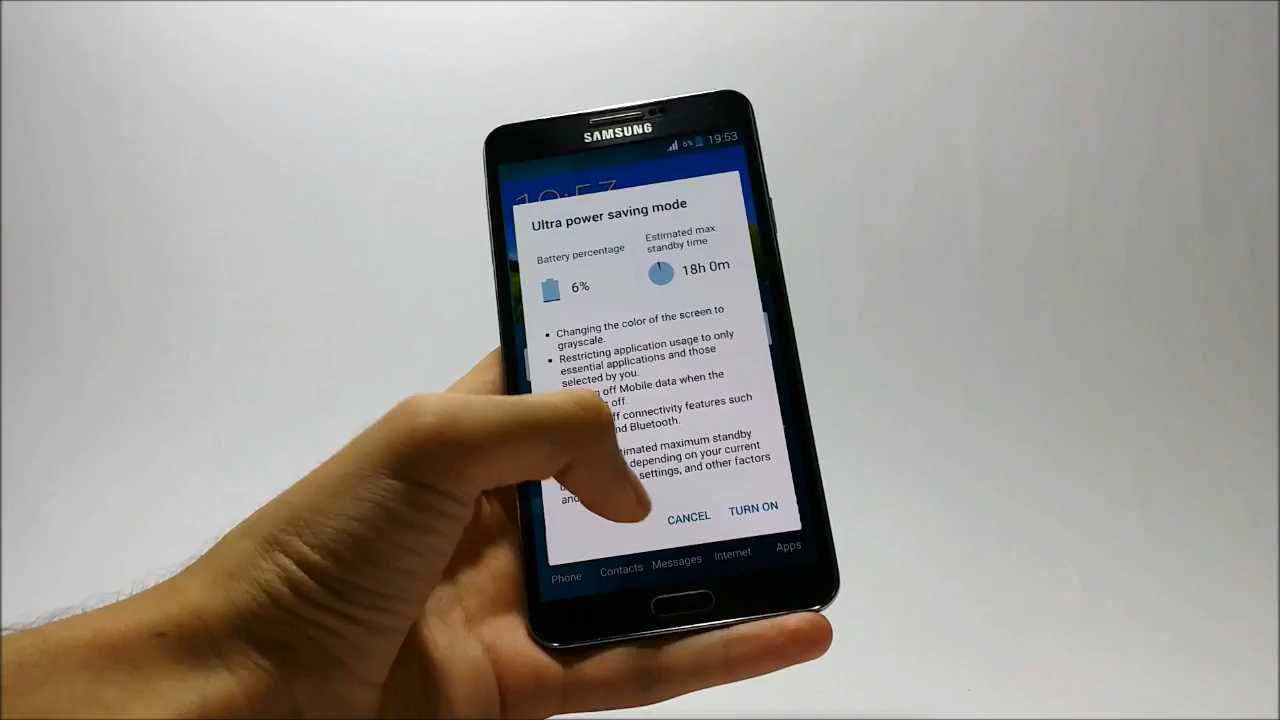 SAMSUNG
6% 19:53
Ultra power saving mode
Battery percentage
Estimated max.
standby time
6%
18h 0m
▪ Changing the color of the screen to
grayscale.
▪ Restricting application usage to only
essential applications and those
selected by you.
off Mobile data when the
off.
connectivity features such
Bluetooth.
maximum standby
depending on your current
settings, and other factors
CANCEL TURN ON
Phone Contacts Messages Internet Apps